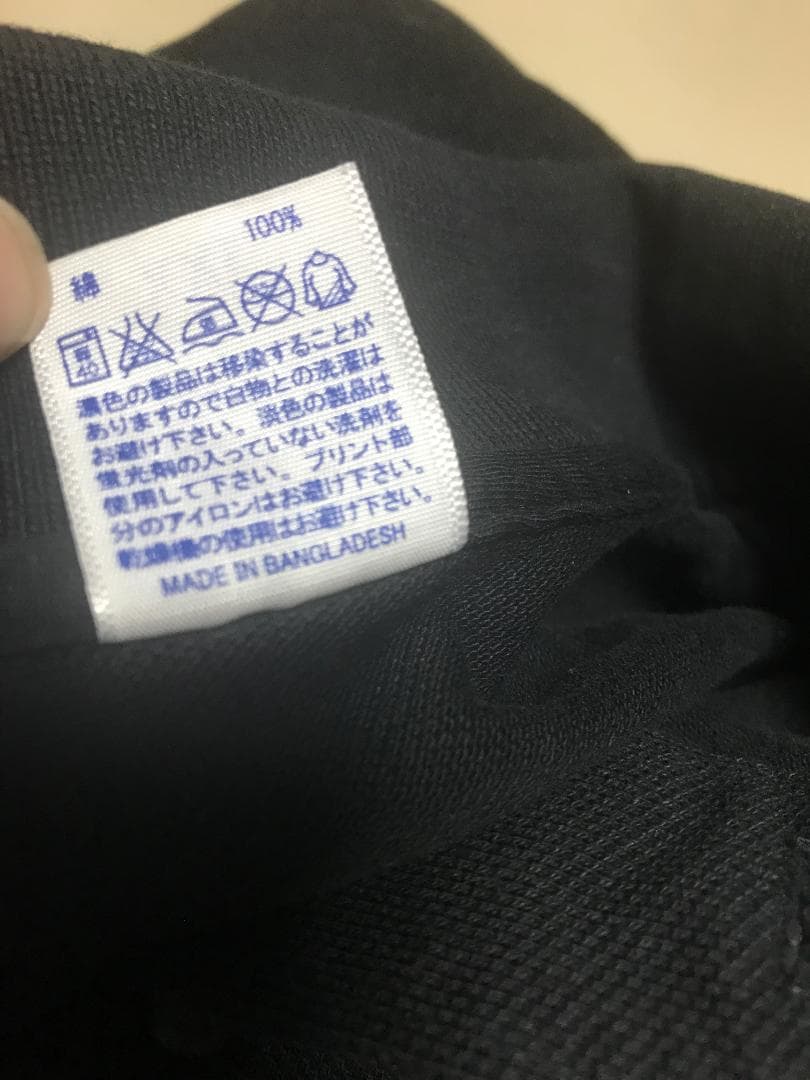 綿 100%
40 中
濃色の製品は移染することが
ありますので白物との洗濯は
お避け下さい。淡色の製品は
蛍光剤の入っていない洗剤を
使用して下さい。プリント部
分のアイロンはお避け下さい。
乾燥機の使用はお避け下さい。
MADE IN BANGLADESH